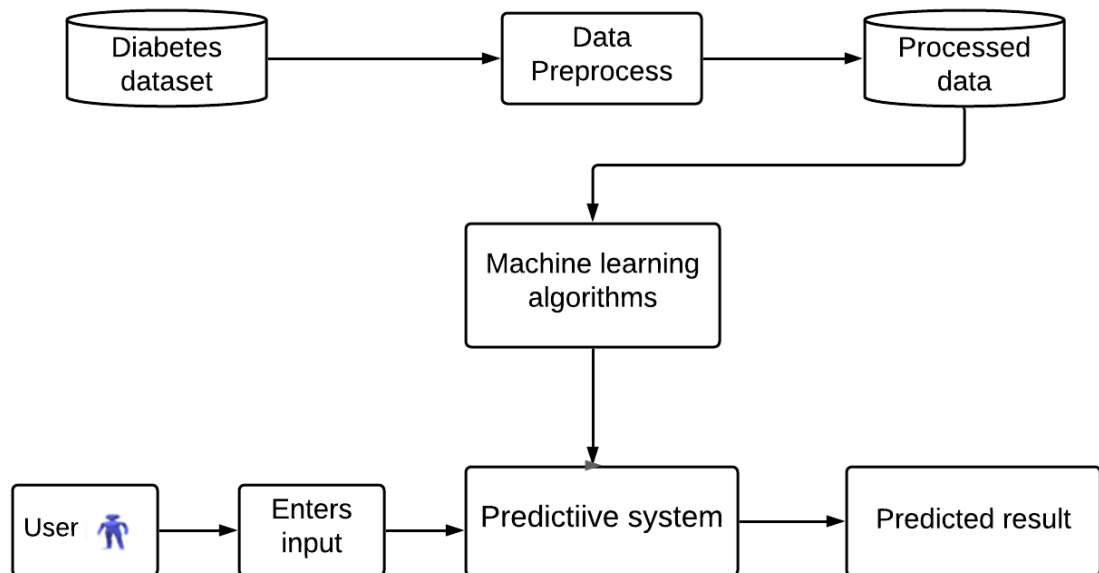 Diabetes
dataset
Data
Preprocess
Processed
data
Machine learning
algorithms
User
Enters
input
Predictiive system
Predicted result